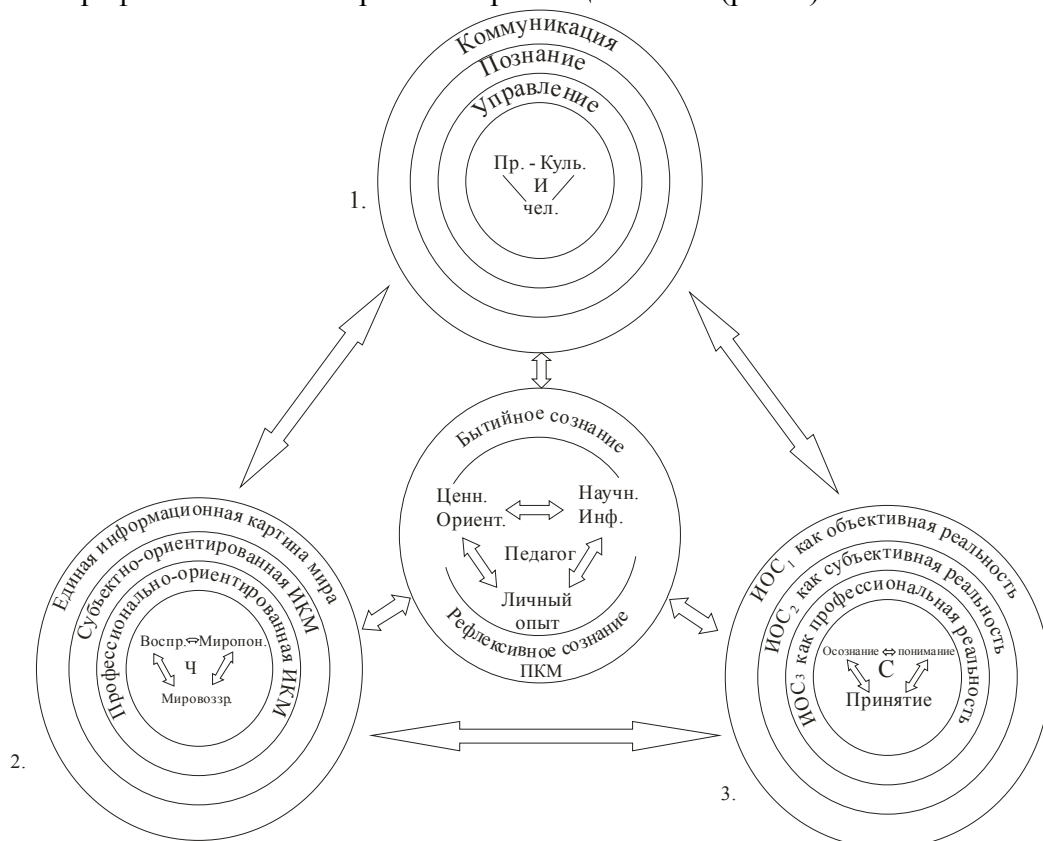 Коммуникация
Познание
Управление
Пр. - Куль.
И
чел.
1.
Бытийное сознание
Ценн.
Ориент.
Научн.
Инф.
Педагог
Личный
опыт
Рефлексивное сознание
ПКМ
Единая информационная картина мира
Субъектно-ориентированная ИКМ
Профессионально-ориентированная ИКМ
Воспр. Миропон.
Ч
Мировоззр.
2.
ИОС1 как объективная реальность
ИОС2 как субъективная реальность
ИОС3 как профессиональная реальность
Осознание понимание
С
Принятие
3.